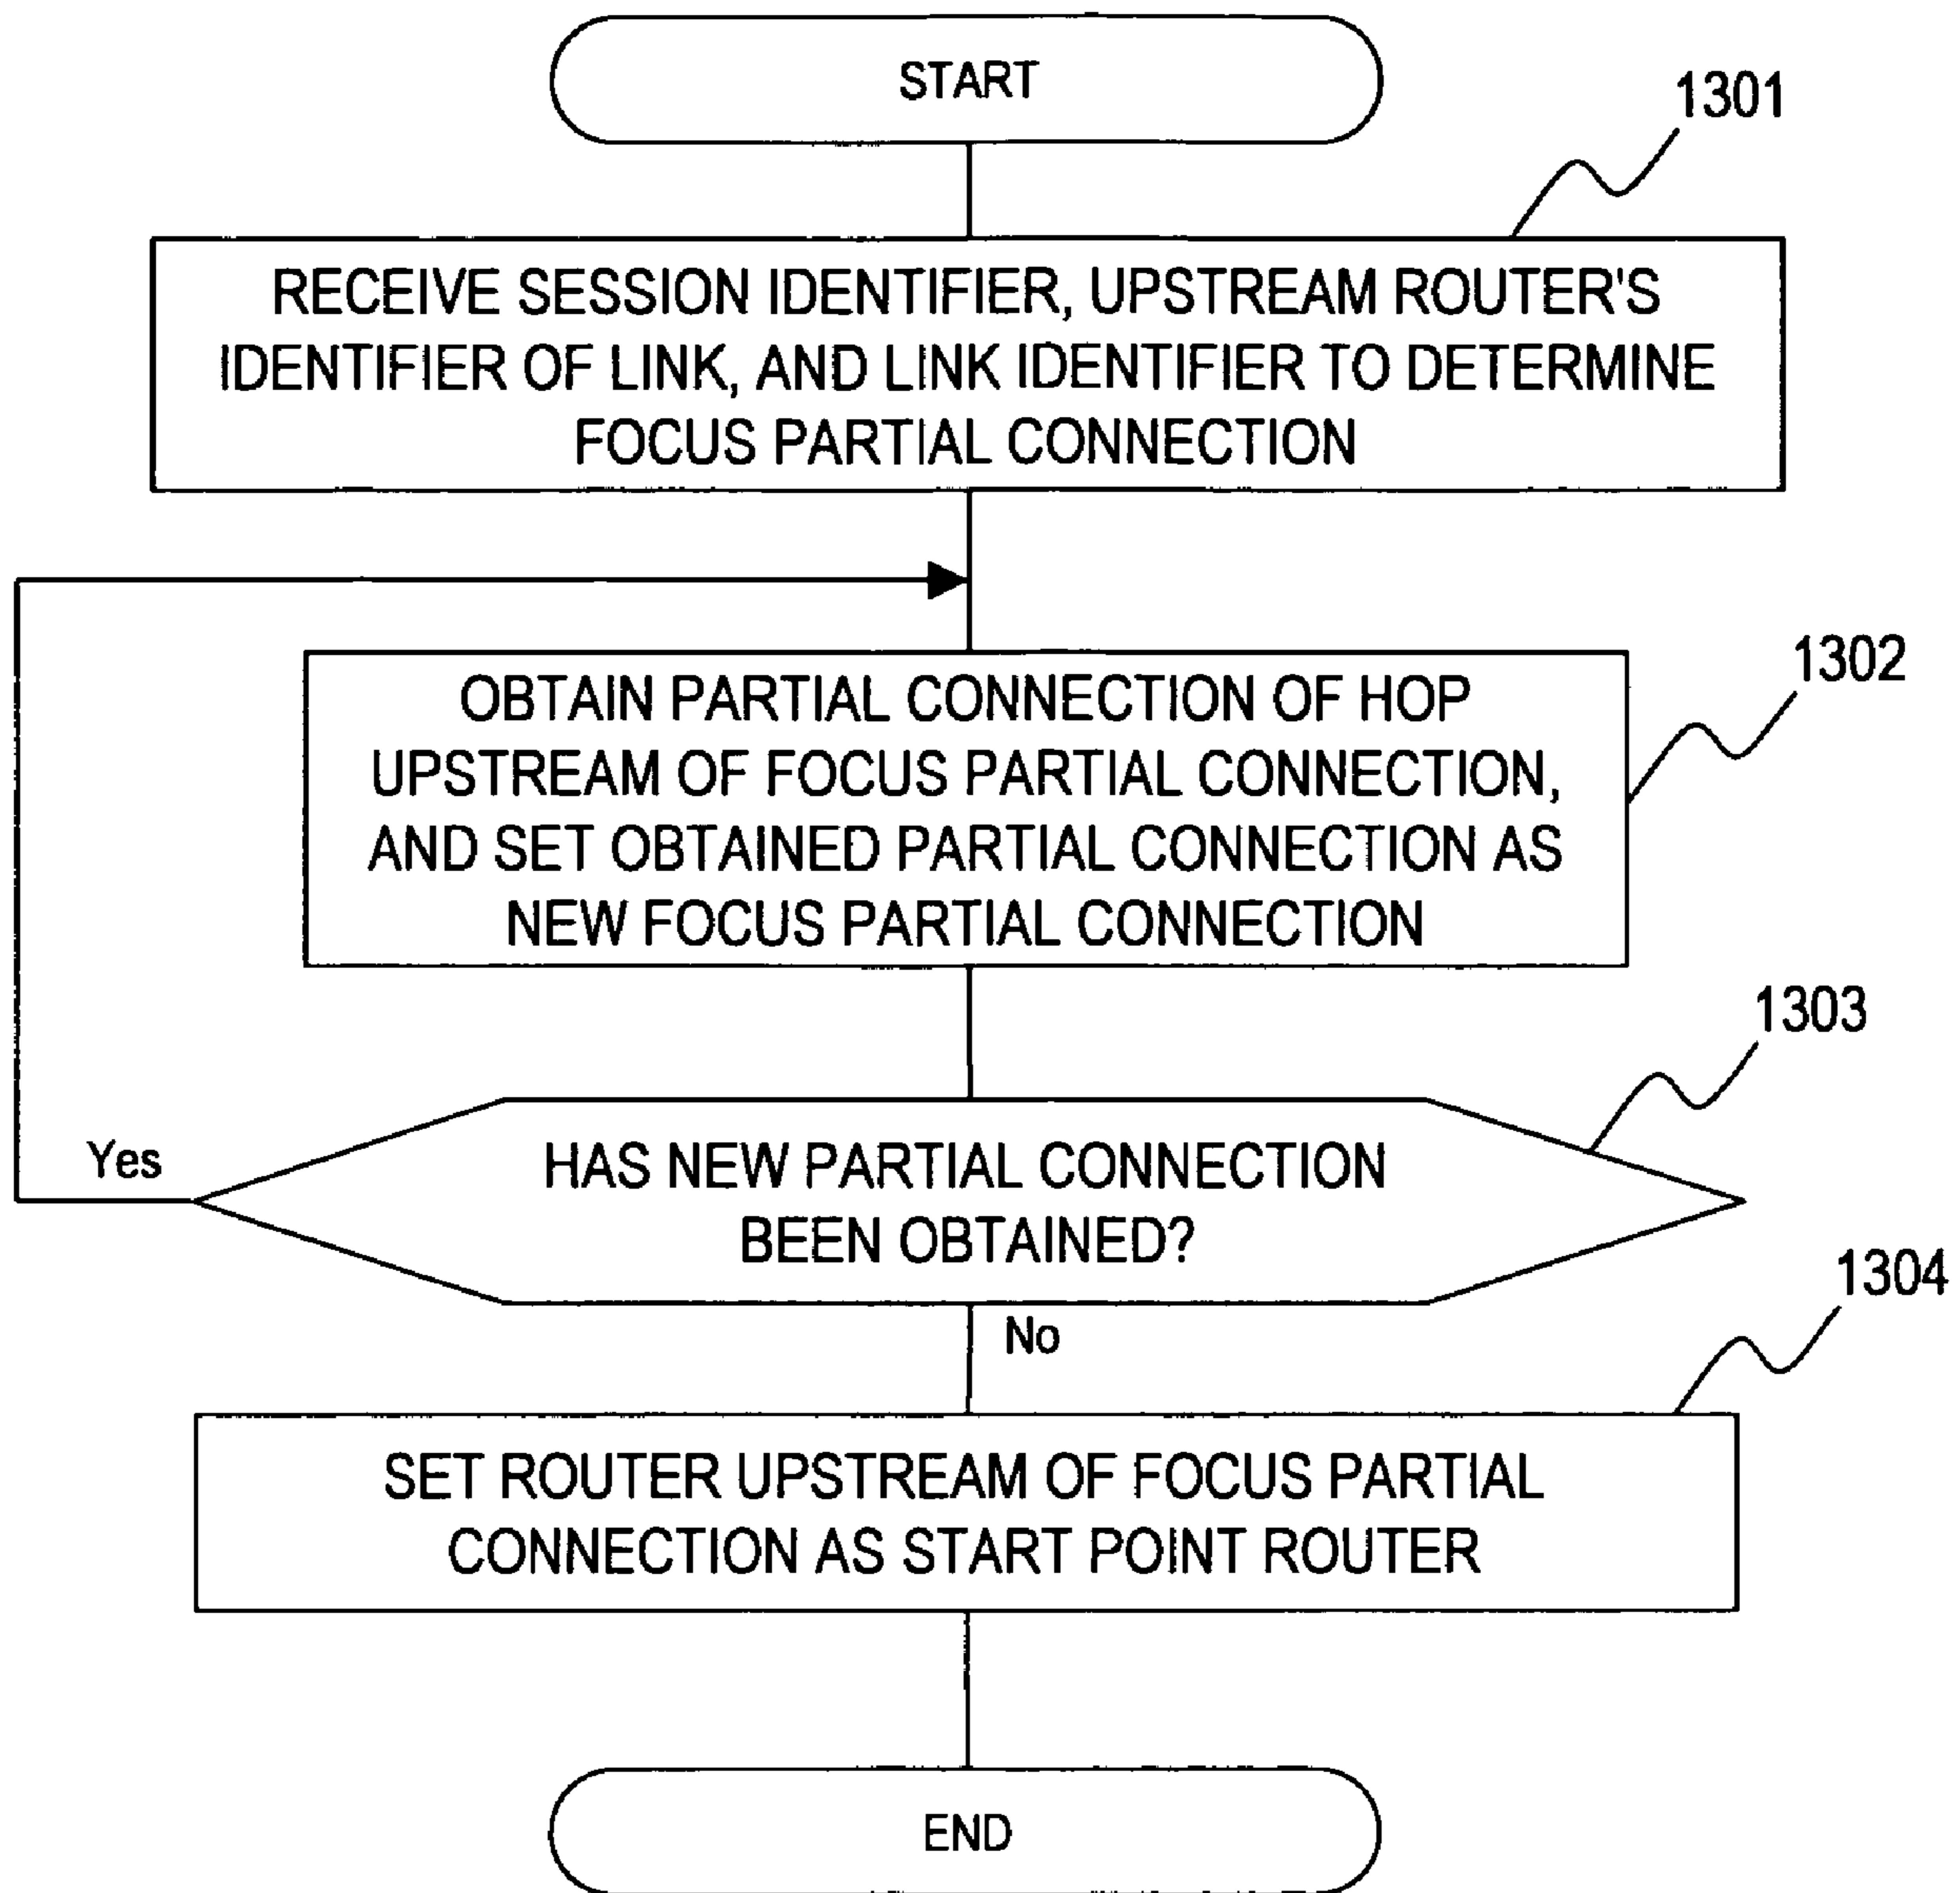 START
1301
RECEIVE SESSION IDENTIFIER, UPSTREAM ROUTER'S
IDENTIFIER OF LINK, AND LINK IDENTIFIER TO DETERMINE
FOCUS PARTIAL CONNECTION
1302
OBTAIN PARTIAL CONNECTION OF HOP
UPSTREAM OF FOCUS PARTIAL CONNECTION,
AND SET OBTAINED PARTIAL CONNECTION AS
NEW FOCUS PARTIAL CONNECTION
1303
Yes
HAS NEW PARTIAL CONNECTION
BEEN OBTAINED?
No
1304
SET ROUTER UPSTREAM OF FOCUS PARTIAL
CONNECTION AS START POINT ROUTER
END